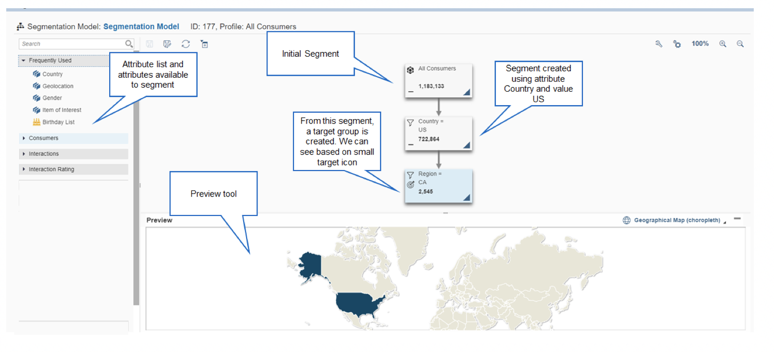 Segmentation Model: Segmentation Model ID: 177, Profile: All Consumers
Search
100%
Frequently Used
Country
Geolocation
Gender
Item of Interest
Birthday List
Consumers
Interactions
Interaction Rating
Attribute list and
attributes available
to segment
Initial Segment
All Consumers
1,183,133
Segment created
using attribute
Country and value
US
Country =
US
722,864
From this segment,
a target group is
created. We can
see based on small
target icon
Region =
CA
2,546
Preview tool
Preview
Geographical Map (choropleth)